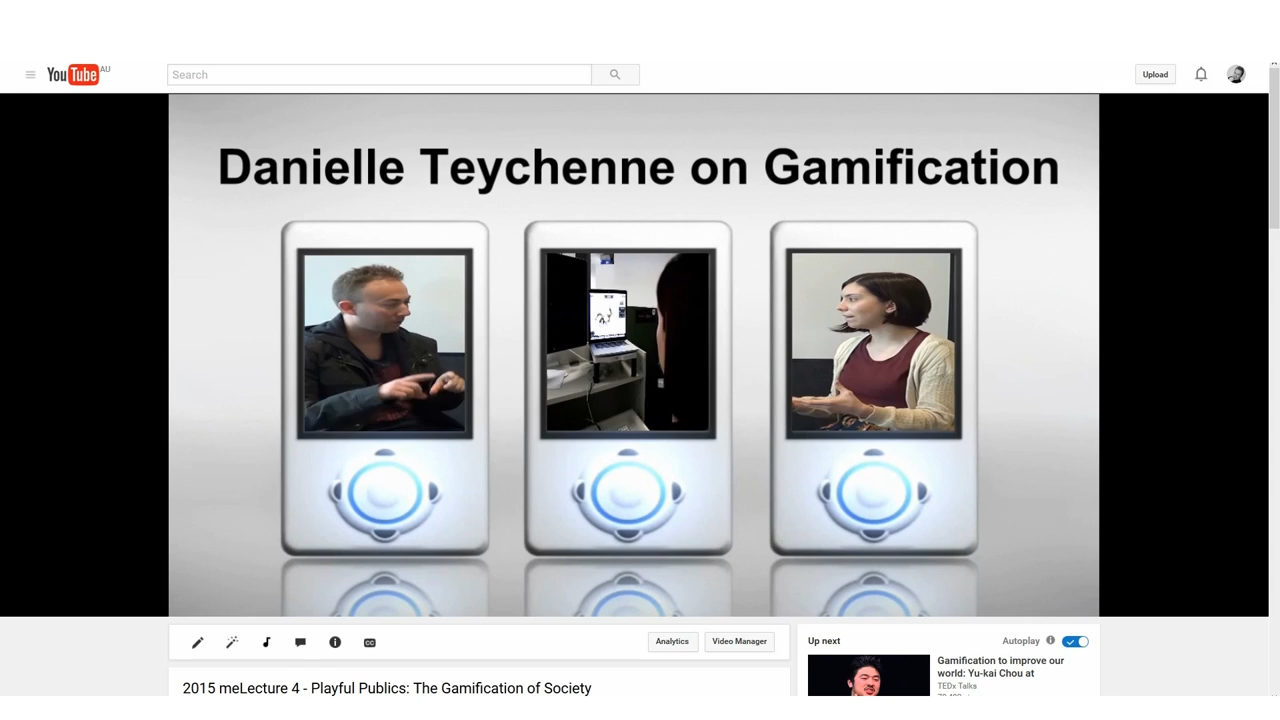 YouTube AU
Search
Upload
Danielle Teychenne on Gamification
CC
Analytics
Video Manager
Up next
Autoplay
Gamification to improve our
world: Yu-kai Chou at
TEDx Talks
2015 4 - Playful Publics: The Gamification of Society